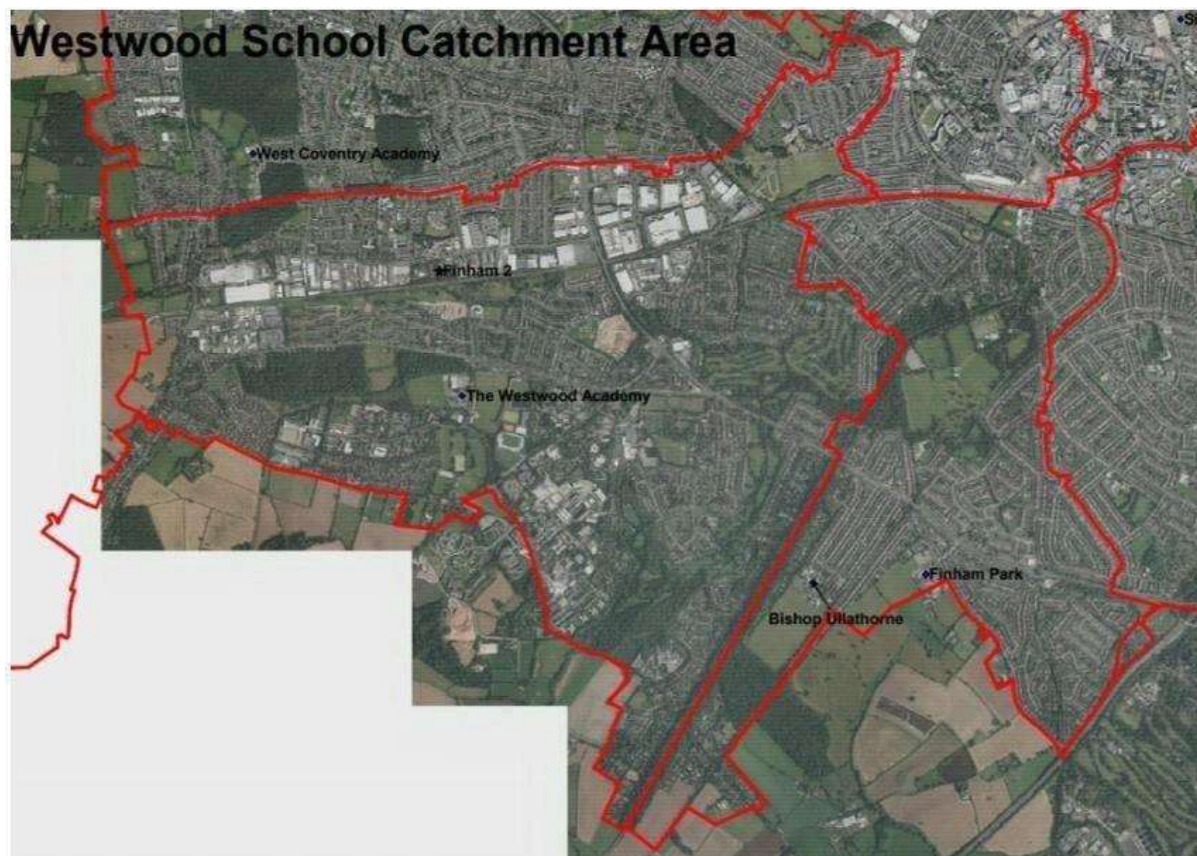 Westwood School Catchment Area
West Coventry Academy
Finham 2
The Westwood Academy
Finham Park
Bishop Ullathorne